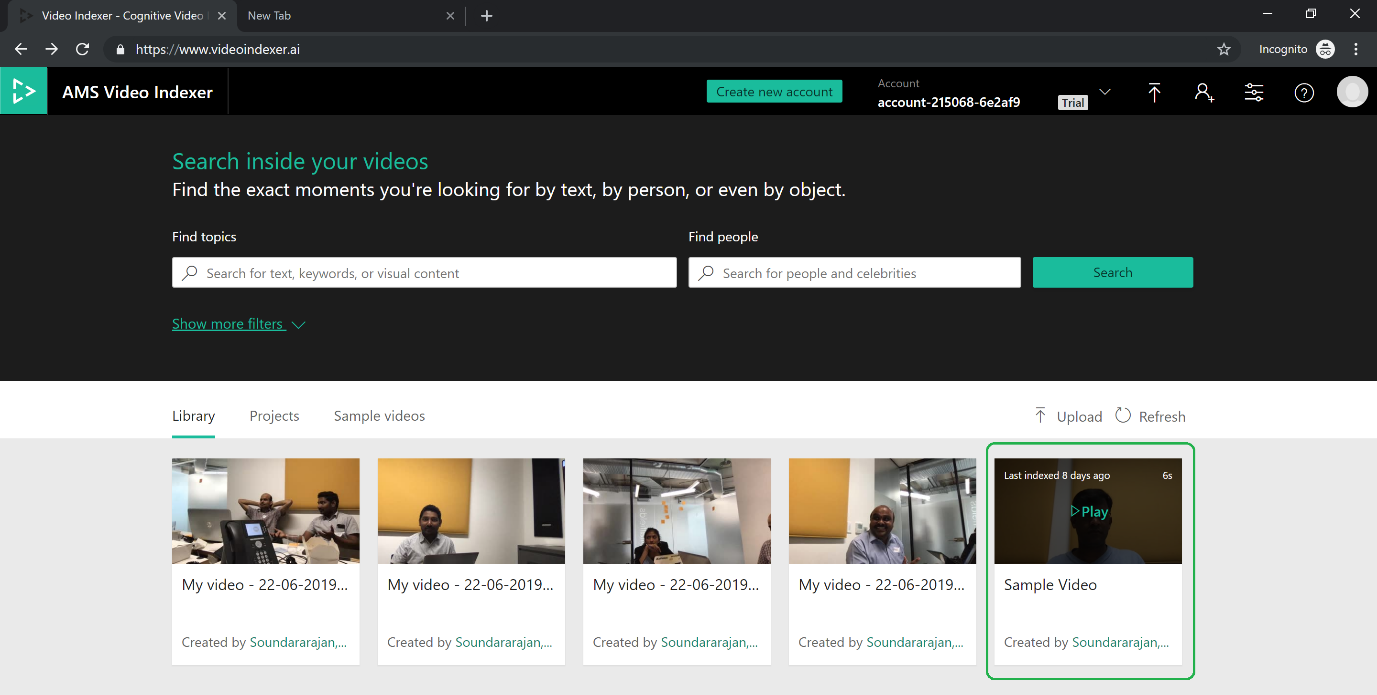 Video Indexer - Cognitive Video
New Tab
https://www.videoindexer.ai
Incognito
AMS Video Indexer
Create new account
Account
account-215068-6e2af9
Trial
Search inside your videos
Find the exact moments you're looking for by text, by person, or even by object.
Find topics
Find people
Search for text, keywords, or visual content
Search for people and celebrities
Search
Show more filters
Library
Projects
Sample videos
Upload
Refresh
Last indexed 8 days ago
6s
Play
My video - 22-06-2019...
My video - 22-06-2019...
My video - 22-06-2019...
My video - 22-06-2019...
Sample Video
Created by Soundararajan,...
Created by Soundararajan,...
Created by Soundararajan,...
Created by Soundararajan,...
Created by Soundararajan,...